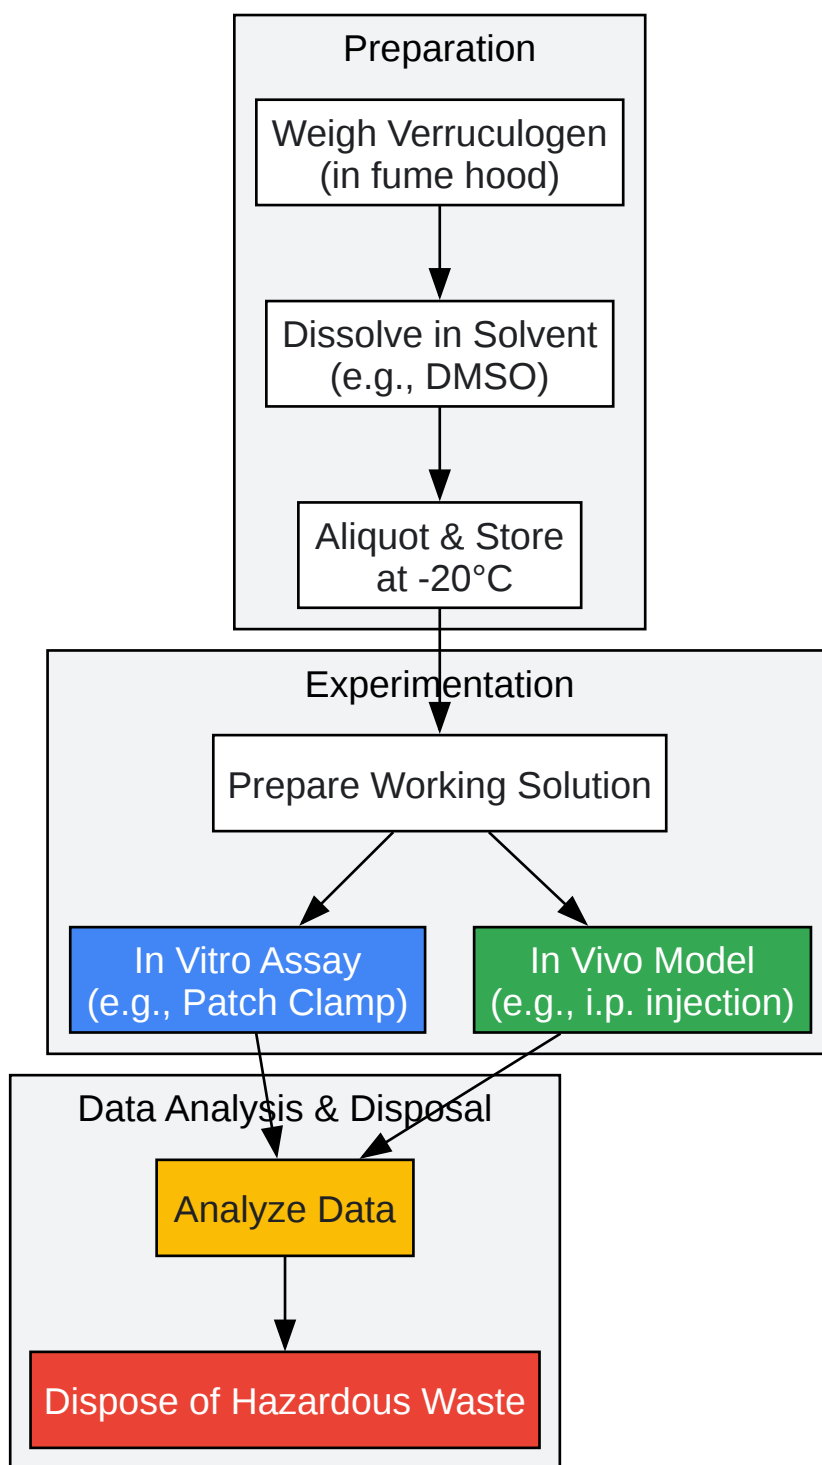 Preparation
Weigh Verruculogen
(in fume hood)
Dissolve in Solvent
(e.g., DMSO)
Aliquot & Store
at -20°C
Experimentation
Prepare Working Solution
In Vitro Assay
(e.g., Patch Clamp)
In Vivo Model
(e.g., i.p. injection)
Data Analysis & Disposal
Analyze Data
Dispose of Hazardous Waste